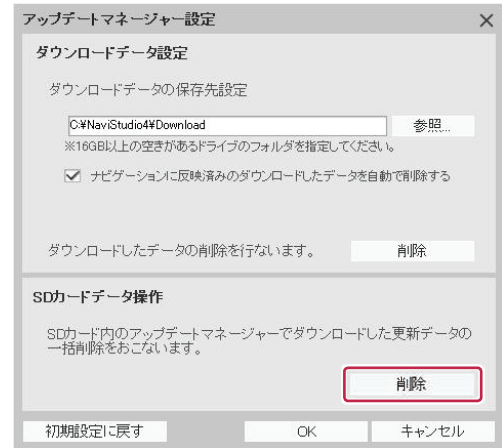 アップデートマネージャー設定
ダウンロードデータ設定
ダウンロードデータの保存先設定
C:¥NaviStudio4¥Download
参照...
※16GB以上の空きがあるドライブのフォルダを指定してください。
ナビゲーションに反映済みのダウンロードしたデータを自動で削除する
ダウンロードしたデータの削除を行ないます。 削除
SDカードデータ操作
SDカード内のアップデートマネージャーでダウンロードした更新データの
一括削除をおこないます。
削除
初期設定に戻す OK キャンセル